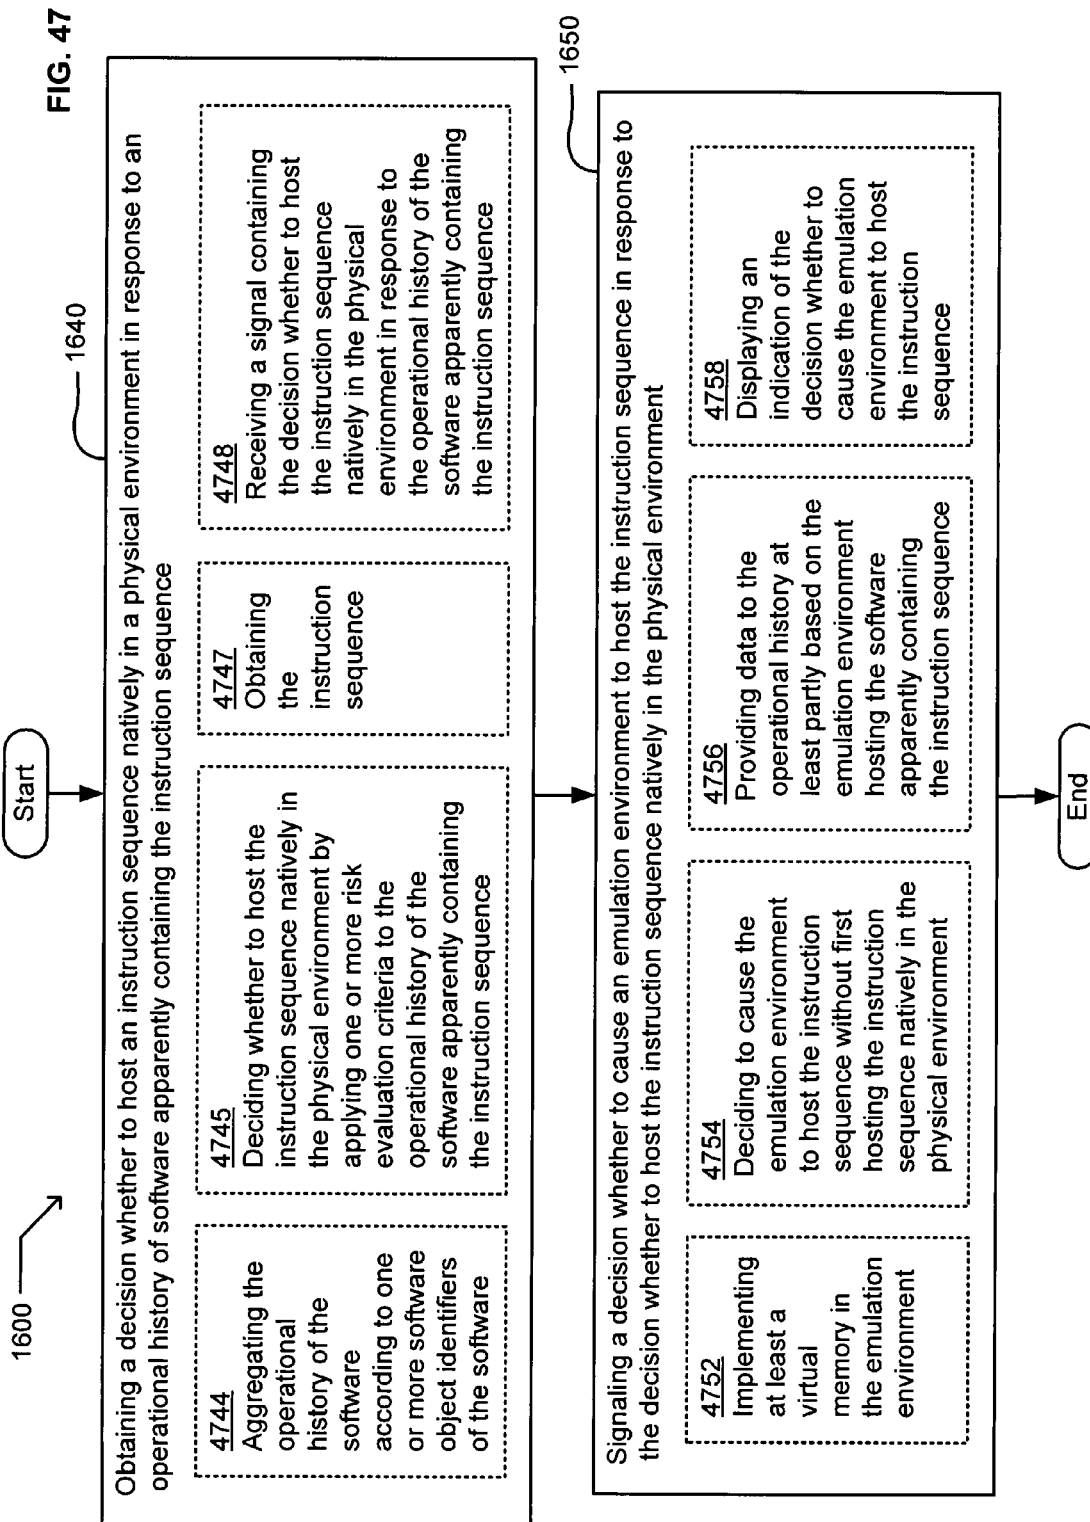 FIG. 47
1600
Start
1640
Obtaining a decision whether to host an instruction sequence natively in a physical environment in response to an
operational history of software apparently containing the instruction sequence
4744
Aggregating the
operational
history of the
software
according to one
or more software
object identifiers
of the software
4745
Deciding whether to host the
instruction sequence natively in
the physical environment by
applying one or more risk
evaluation criteria to the
operational history of the
software apparently containing
the instruction sequence
4747
Obtaining
the
instruction
sequence
4748
Receiving a signal containing
the decision whether to host
the instruction sequence
natively in the physical
environment in response to
the operational history of the
software apparently containing
the instruction sequence
1650
Signaling a decision whether to cause an emulation environment to host the instruction sequence in response to
the decision whether to host the instruction sequence natively in the physical environment
4752
Implementing
at least a
virtual
memory in
the emulation
environment
4754
Deciding to cause the
emulation environment
to host the instruction
sequence without first
hosting the instruction
sequence natively in the
physical environment
4756
Providing data to the
operational history at
least partly based on the
emulation environment
hosting the software
apparently containing
the instruction sequence
4758
Displaying an
indication of the
decision whether to
cause the emulation
environment to host
the instruction
sequence
End